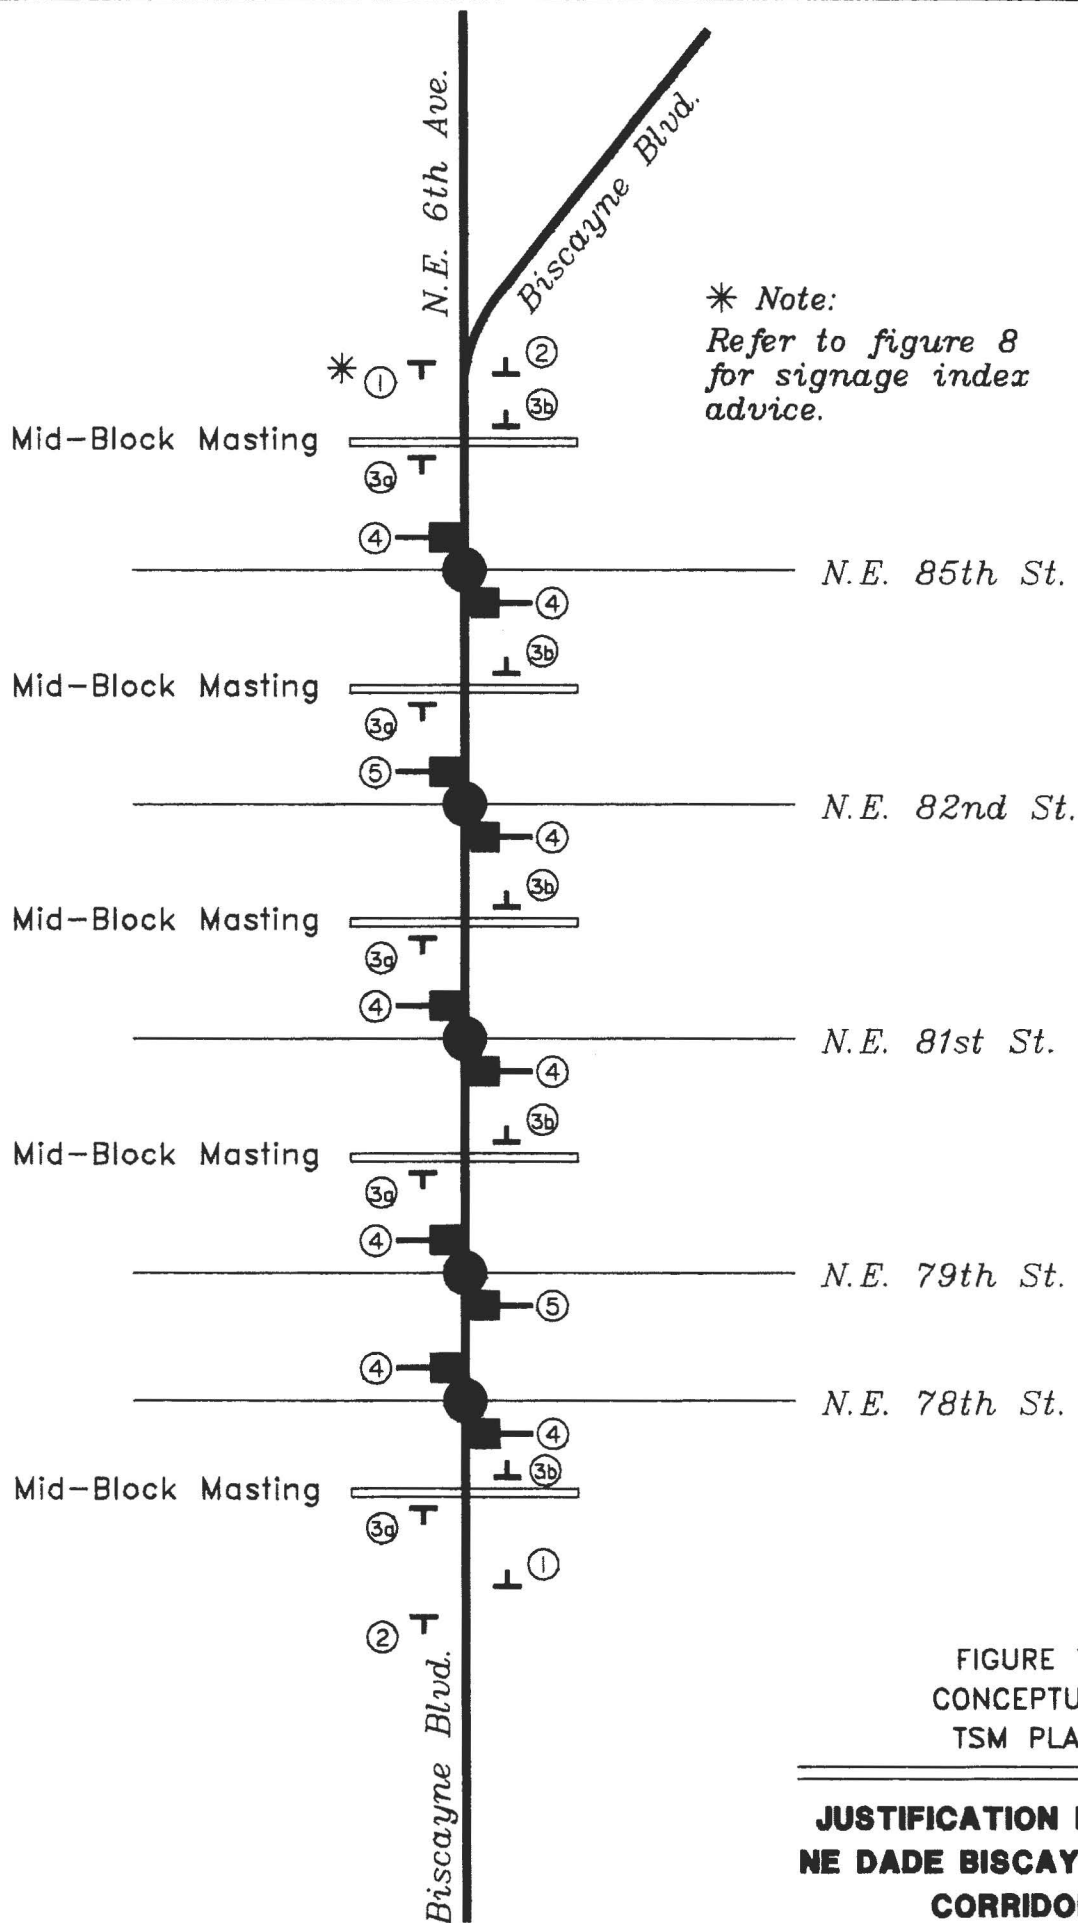 N.E. 6th Ave.
Biscayne Blvd.
* Note:
Refer to figure 8
for signage index
advice.
* 1
2
3b
Mid-Block Masting
3a
4
N.E. 85th St.
4
3b
Mid-Block Masting
3a
5
N.E. 82nd St.
4
3b
Mid-Block Masting
3a
4
N.E. 81st St.
4
3b
Mid-Block Masting
3a
4
N.E. 79th St.
5
4
N.E. 78th St.
4
3b
Mid-Block Masting
3a
1
2
Biscayne Blvd.
FIGURE
CONCEPTU
TSM PLA
JUSTIFICATION
NE DADE BISCAY
CORRIDO